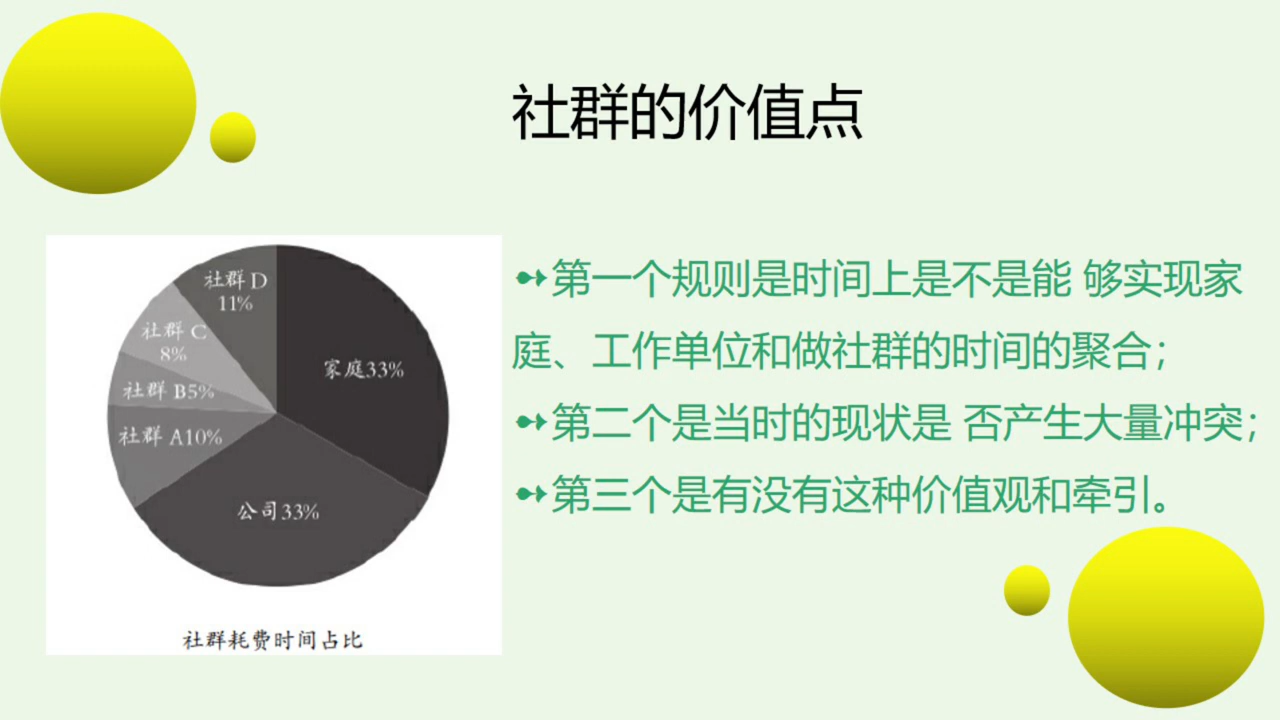 社群的价值点
社群 D
11%
社群 C
8%
社群 B5%
社群 A10%
家庭33%
公司33%
社群耗费时间占比
➻第一个规则是时间上是不是能 够实现家
庭、工作单位和做社群的时间的聚合；
➻第二个是当时的现状是 否产生大量冲突；
➻第三个是有没有这种价值观和牵引。